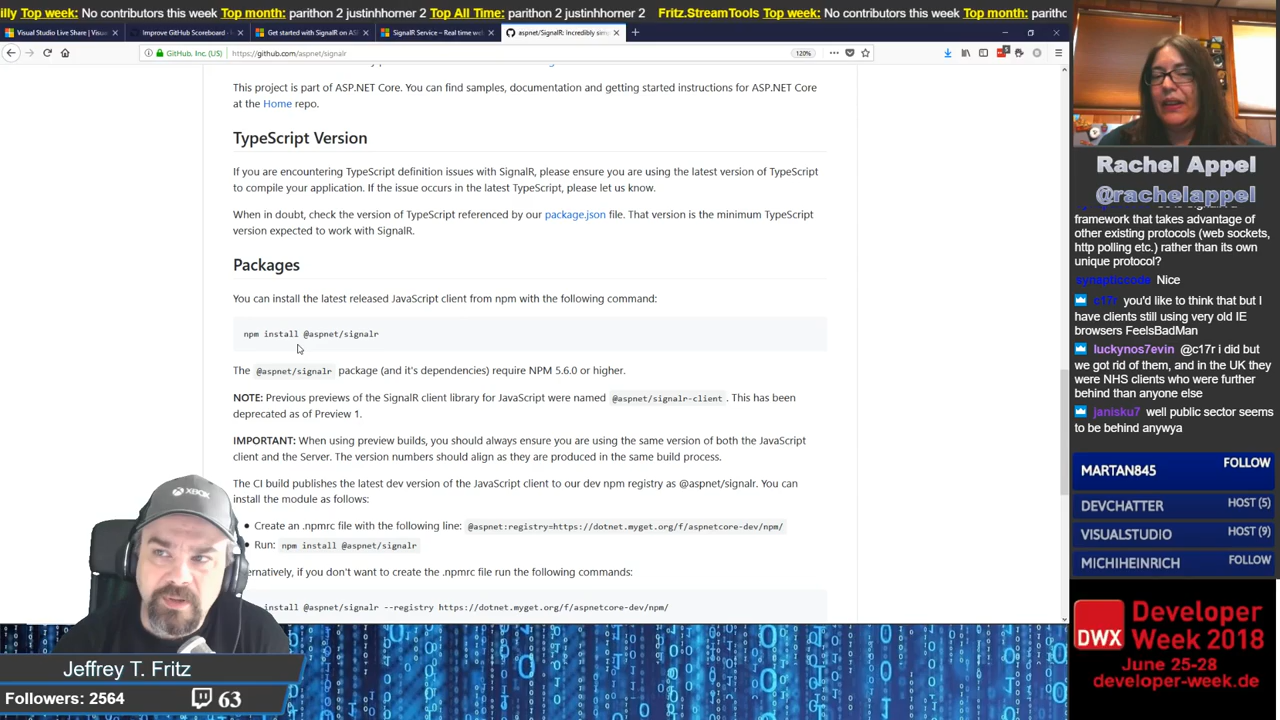 illy Top week: No contributors this week Top month: parithon 2 justinhhorner 2 Top All Time: parithon 2 justinhhorner 2 Fritz.StreamTools Top week: No contributors this week Top month: parithon
Visual Studio Live Share | Visu
Improve GitHub Scoreboard -
Get started with SignalR on AS
SignalR Service – Real time we
aspnet/SignalR: Incredibly sim
GitHub, Inc. (US)
https://github.com/aspnet/signalr
120%
This project is part of ASP.NET Core. You can find samples, documentation and getting started instructions for ASP.NET Core
at the Home repo.
TypeScript Version
If you are encountering TypeScript definition issues with SignalR, please ensure you are using the latest version of TypeScript
to compile your application. If the issue occurs in the latest TypeScript, please let us know.
When in doubt, check the version of TypeScript referenced by our package.json file. That version is the minimum TypeScript
version expected to work with SignalR.
Packages
You can install the latest released JavaScript client from npm with the following command:
npm install @aspnet/signalr
The @aspnet/signalr package (and it's dependencies) require NPM 5.6.0 or higher.
NOTE: Previous previews of the SignalR client library for JavaScript were named @aspnet/signalr-client. This has been
deprecated as of Preview 1.
IMPORTANT: When using preview builds, you should always ensure you are using the same version of both the JavaScript
client and the Server. The version numbers should align as they are produced in the same build process.
The CI build publishes the latest dev version of the JavaScript client to our dev npm registry as @aspnet/signalr. You can
install the module as follows:
• Create an .npmrc file with the following line: @aspnet:registry=https://dotnet.myget.org/f/aspnetcore-dev/npm/
• Run: npm install @aspnet/signalr
ternatively, if you don't want to create the .npmrc file run the following commands:
install @aspnet/signalr --registry https://dotnet.myget.org/f/aspnetcore-dev/npm/
Rachel Appel
@rachelappel
framework that takes advantage of
other existing protocols (web sockets,
http polling etc.) rather than its own
unique protocol?
synapticcode Nice
c17r you'd like to think that but I
have clients still using very old IE
browsers FeelsBadMan
luckynos7evin @c17r i did but
we got rid of them, and in the UK they
were NHS clients who were further
behind than anyone else
janisku7 well public sector seems
to be behind anywya
MARTAN845 FOLLOW
DEVCHATTER HOST (5)
VISUALSTUDIO HOST (9)
MICHIHEINRICH FOLLOW
DWX Developer
Week 2018
June 25-28
developer-week.de
XBOX
Jeffrey T. Fritz
Followers: 2564
63